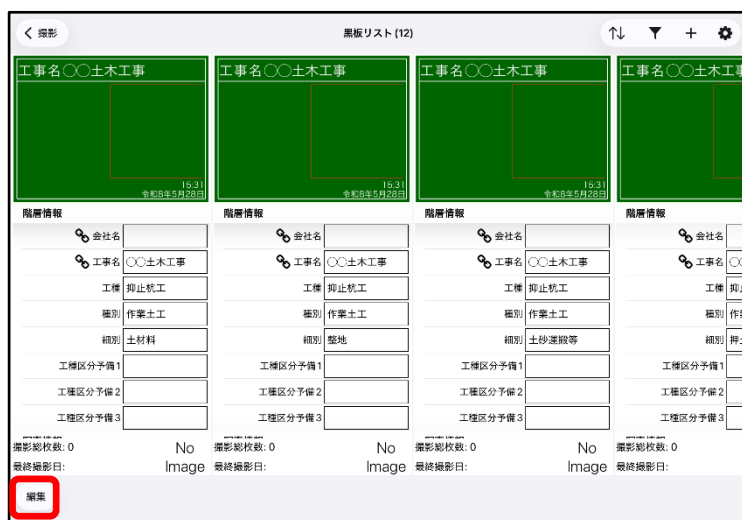 撮影
黒板リスト (12)
工事名○○土木工事
15:31
令和8年5月28日
階層情報
会社名
工事名 ○○土木工事
工種 抑止杭工
種別 作業土工
細別 土材料
工種区分予備1
工種区分予備2
工種区分予備3
撮影総枚数: 0
最終撮影日:
No
Image
工事名○○土木工事
15:31
令和8年5月28日
階層情報
会社名
工事名 ○○土木工事
工種 抑止杭工
種別 作業土工
細別 整地
工種区分予備1
工種区分予備2
工種区分予備3
撮影総枚数: 0
最終撮影日:
No
Image
工事名○○土木工事
15:31
令和8年5月28日
階層情報
会社名
工事名 ○○土木工事
工種 抑止杭工
種別 作業土工
細別 土砂運搬等
工種区分予備1
工種区分予備2
工種区分予備3
撮影総枚数: 0
最終撮影日:
No
Image
工事名○○土木工事
階層情報
会社名
工事名
工種 抑
種別 作
細別 押
工種区分予備1
工種区分予備2
工種区分予備3
撮影総枚数: 0
最終撮影日:
編集